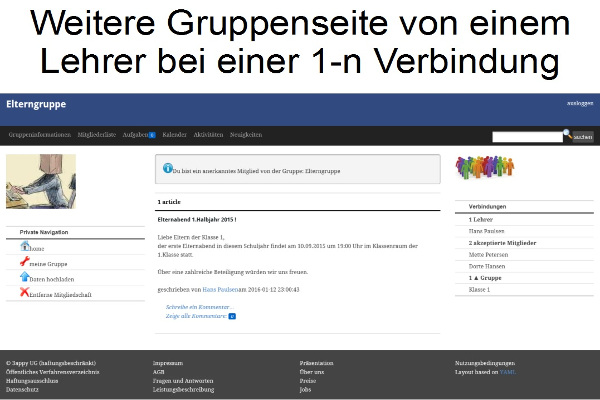 Weitere Gruppenseite von einem
Lehrer bei einer 1-n Verbindung
Elterngruppe
ausloggen
Gruppeninformationen Mitgliederliste Aufgaben Kalender Aktivitäten Neuigkeiten
suchen
Du bist ein anerkanntes Mitglied von der Gruppe: Elterngruppe
Private Navigation
home
meine Gruppe
Daten hochladen
Entferne Mitgliedschaft
1 article
Elternabend 1.Halbjahr 2015 !
Liebe Eltern der Klasse 1,
der erste Elternabend in diesem Schuljahr findet am 10.09.2015 um 19:00 Uhr im Klassenraum der
1.Klasse statt.
Über eine zahlreiche Beteiligung würden wir uns freuen.
geschrieben von Hans Paulsenam 2016-01-12 23:00:43
Schreibe ein Kommentar
Zeige alle Kommentare
Verbindungen
1 Lehrer
Hans Paulsen
2 akzeptierte Mitglieder
Mette Petersen
Dorte Hansen
1 ▲ Gruppe
Klasse 1
© Bappy UG (haftungsbeschränkt)
Öffentliches Verfahrensverzeichnis
Haftungsausschluss
Datenschutz
Impressum
AGB
Fragen und Antworten
Leistungsbeschreibung
Präsentation
Über uns
Preise
Jobs
Nutzungsbedingungen
Layout based on YAML